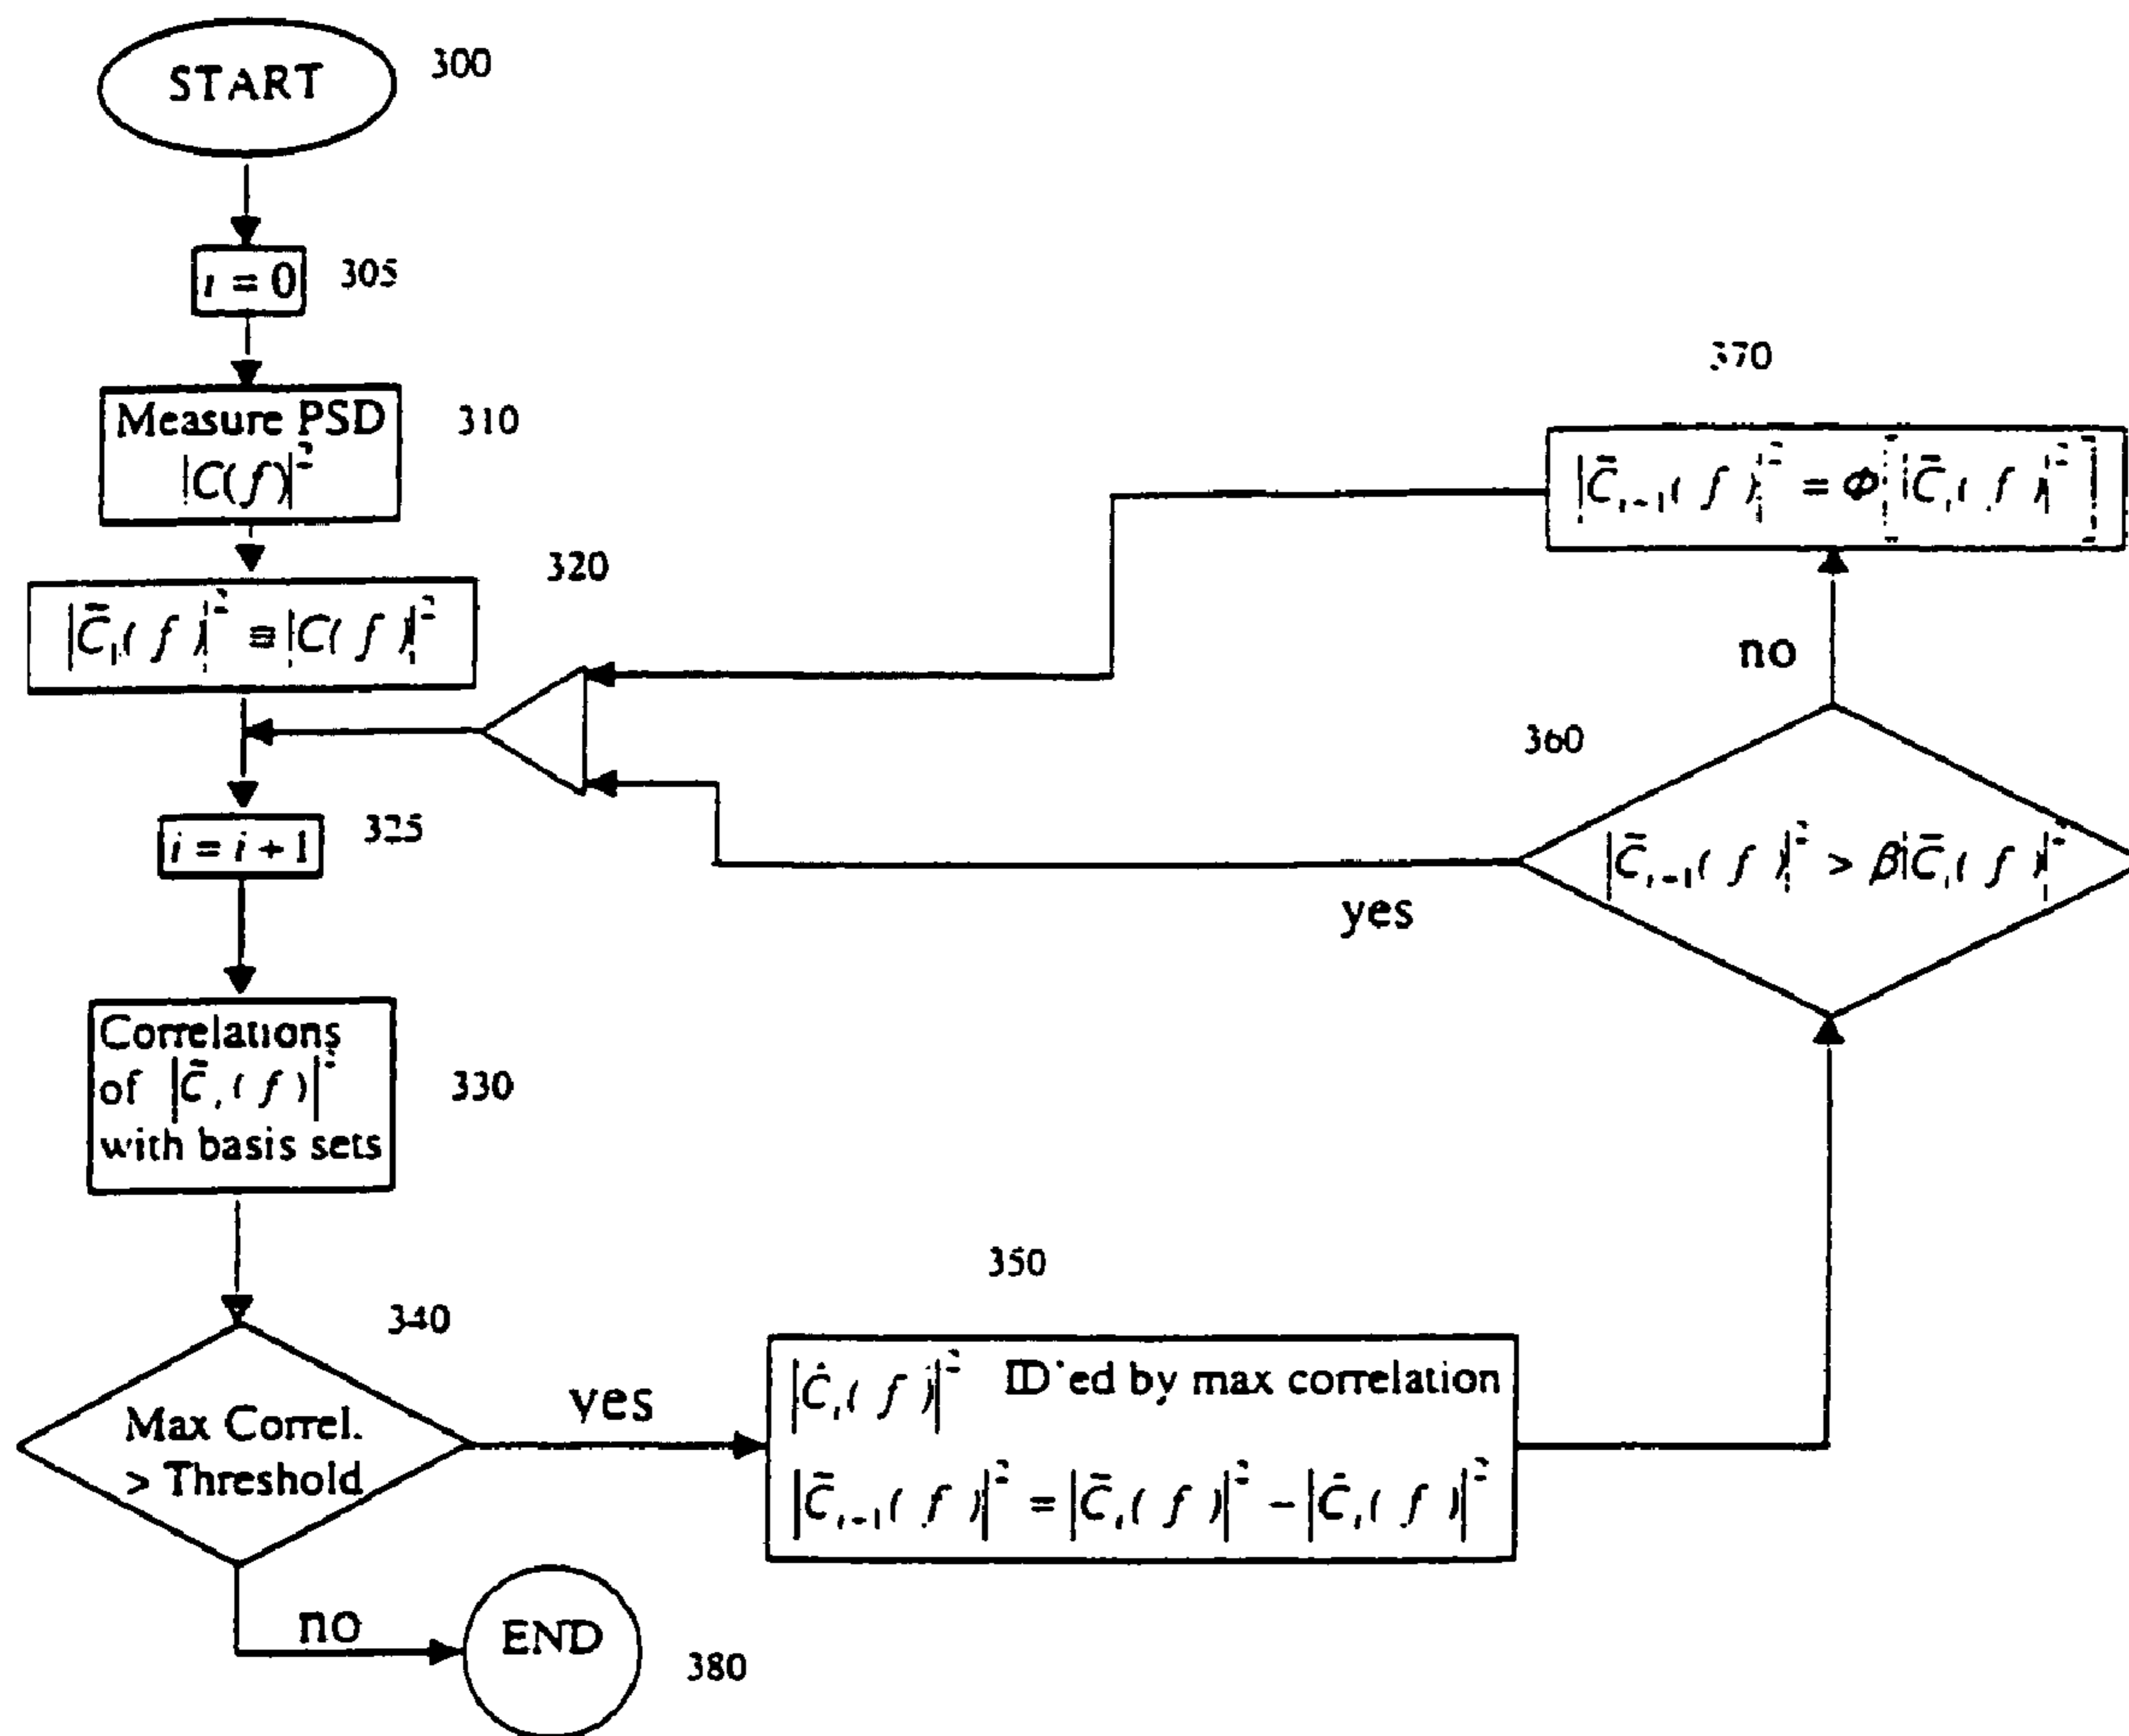 START 300
i = 0 305
Measure PSD 310
|C(f)|²
320
|C̄₁(f)|² ≡ |C(f)|²
i = i + 1 325
Correlations
of |C̄ᵢ(f)|² 330
with basis sets
340
Max Correl.
> Threshold
yes
no
END
380
350
|Ĉᵢ(f)|² ID'ed by max correlation
|C̄ᵢ₊₁(f)|² = |C̄ᵢ(f)|² − |Ĉᵢ(f)|²
360
|C̄ᵢ₊₁(f)|² > β|C̄ᵢ(f)|²
yes
no
370
|C̄ᵢ₊₁(f)|² = Φ[|C̄ᵢ(f)|²]